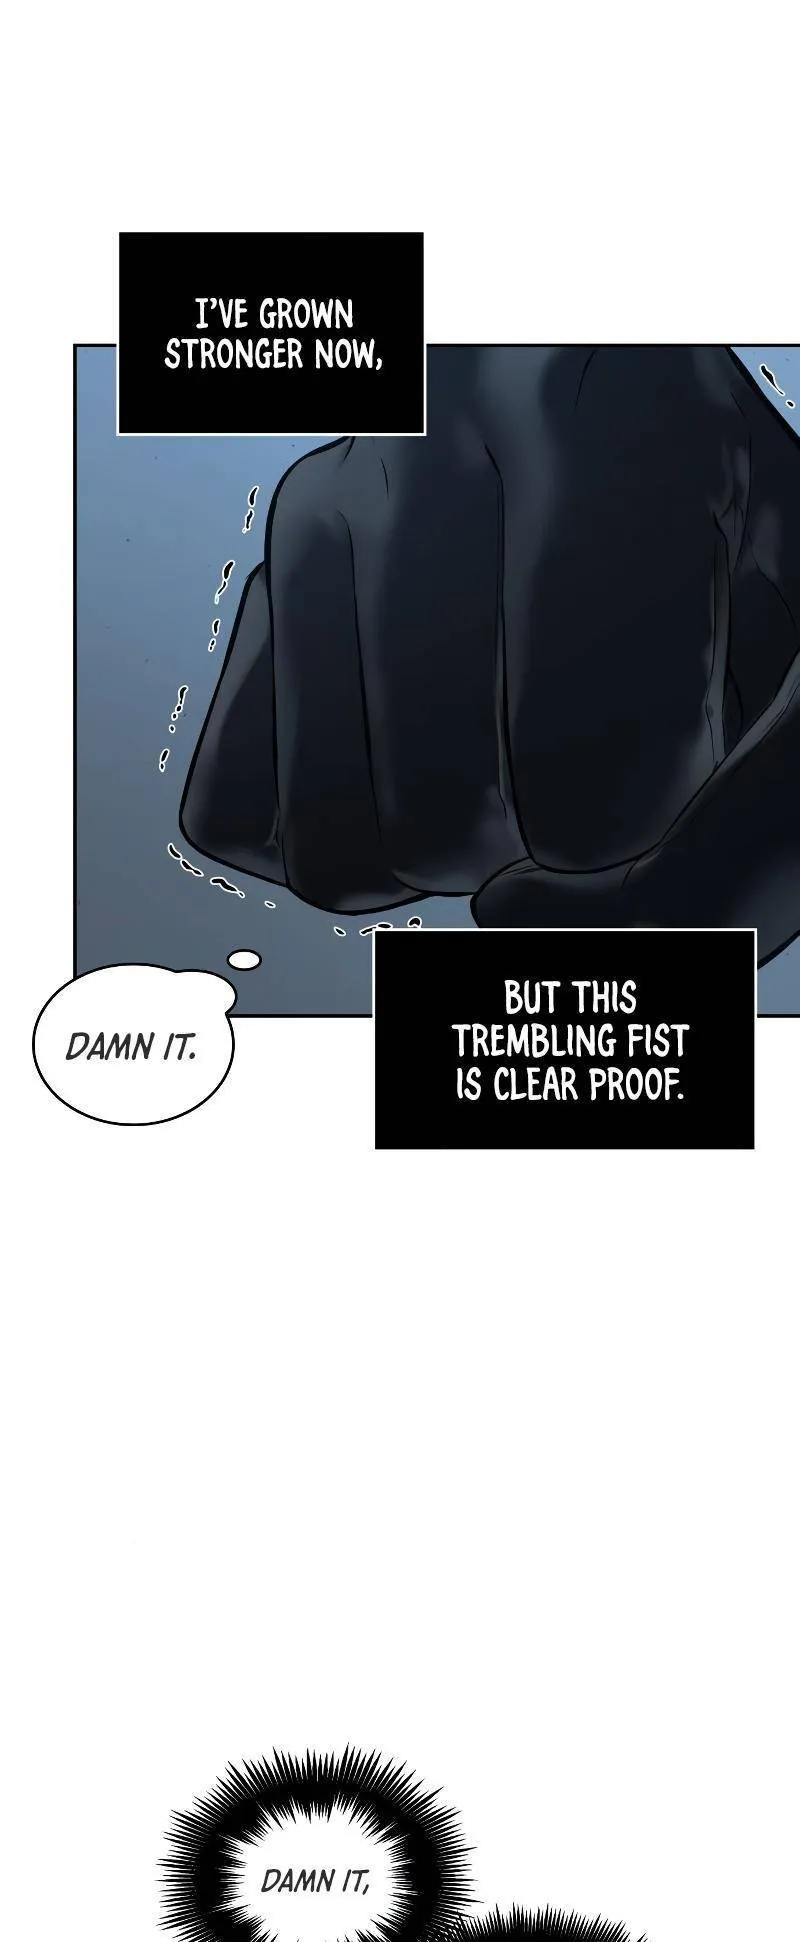 I'VE GROWN
STRONGER NOW,
DAMN IT.
BUT THIS
TREMBLING FIST
IS CLEAR PROOF.
DAMN IT,